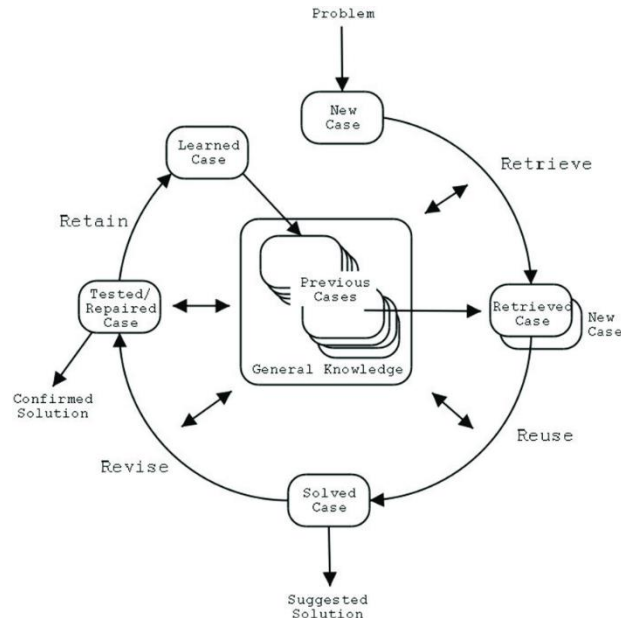 Problem
New
Case
Retrieve
Learned
Case
Retain
Previous
Cases
Tested/
Repaired
Case
Retrieved
Case
New
Case
General Knowledge
Confirmed
Solution
Reuse
Revise
Solved
Case
Suggested
Solution